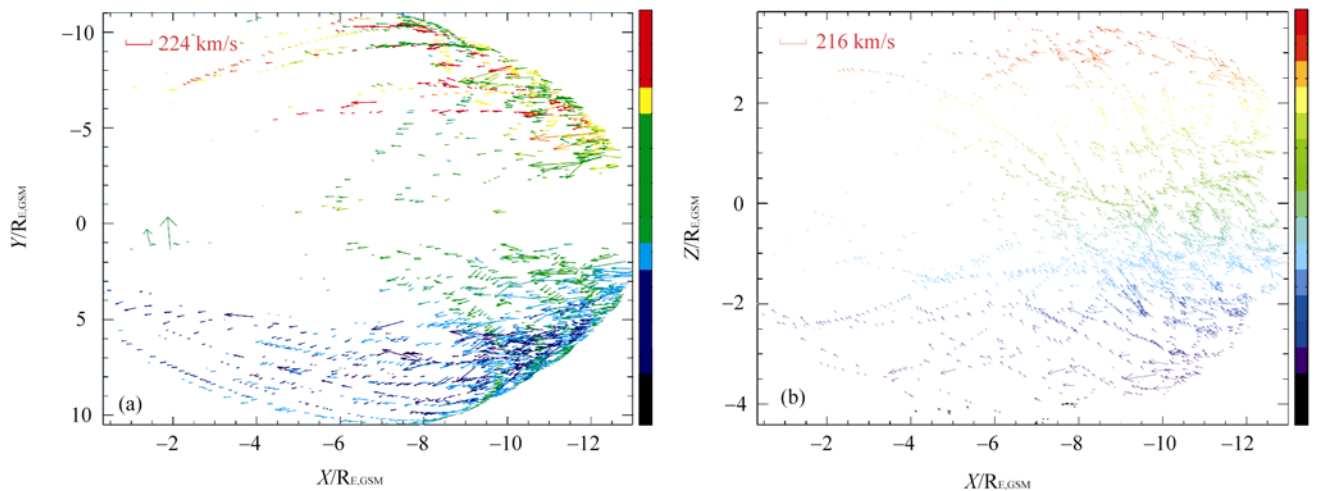 224 km/s
−10
−5
0
5
10
Y/RE,GSM
(a)
−2 −4 −6 −8 −10 −12
X/RE,GSM
216 km/s
2
0
−2
−4
Z/RE,GSM
(b)
−2 −4 −6 −8 −10 −12
X/RE,GSM